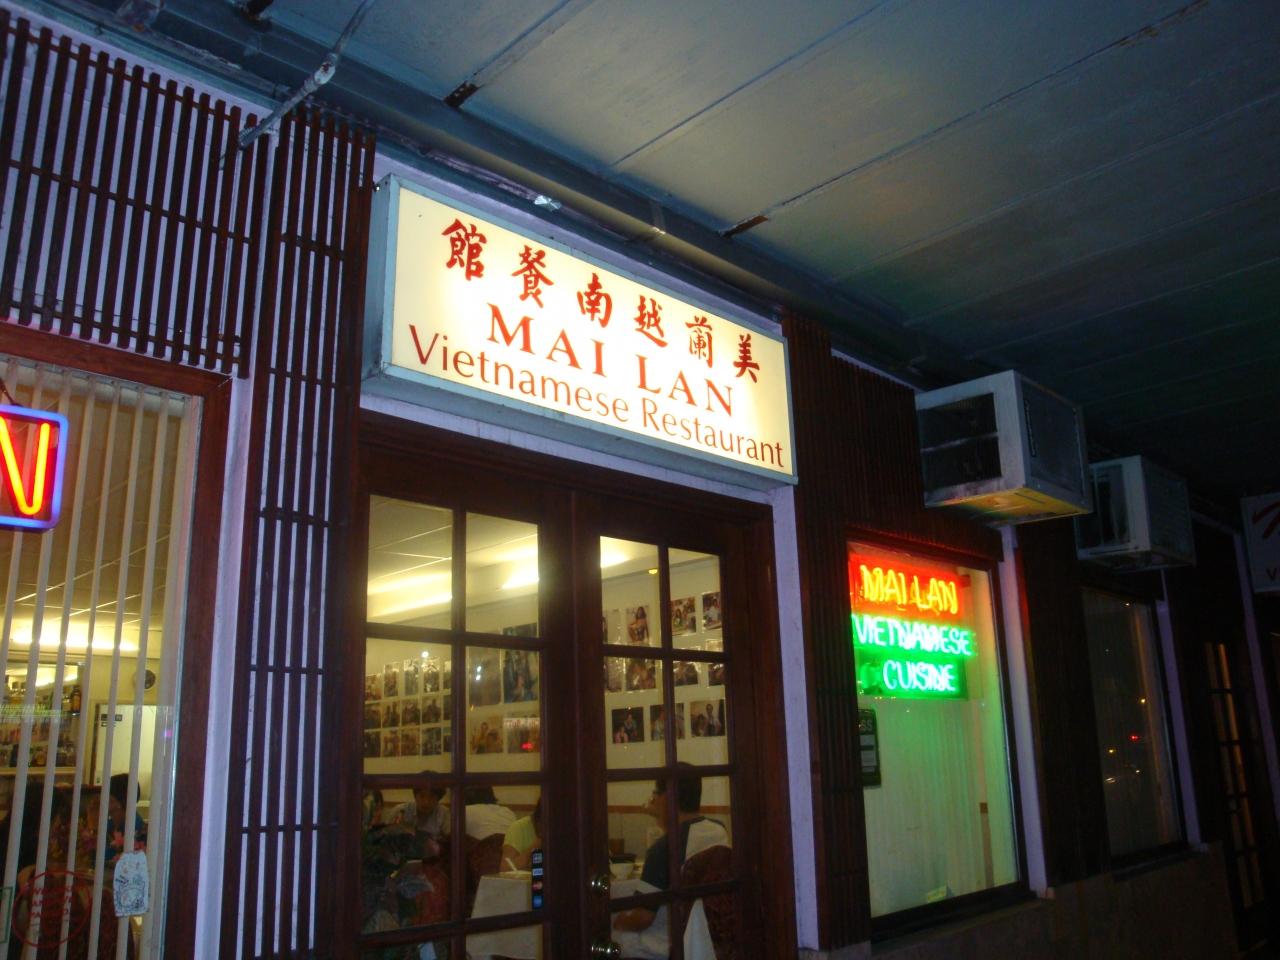 館餐南越蘭美
MAI LAN
Vietnamese Restaurant
MAI LAN
VIETNAMESE
CUISINE
N